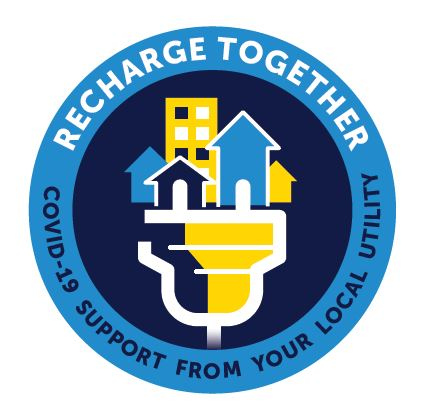 RECHARGE TOGETHER
COVID-19 SUPPORT FROM YOUR LOCAL UTILITY